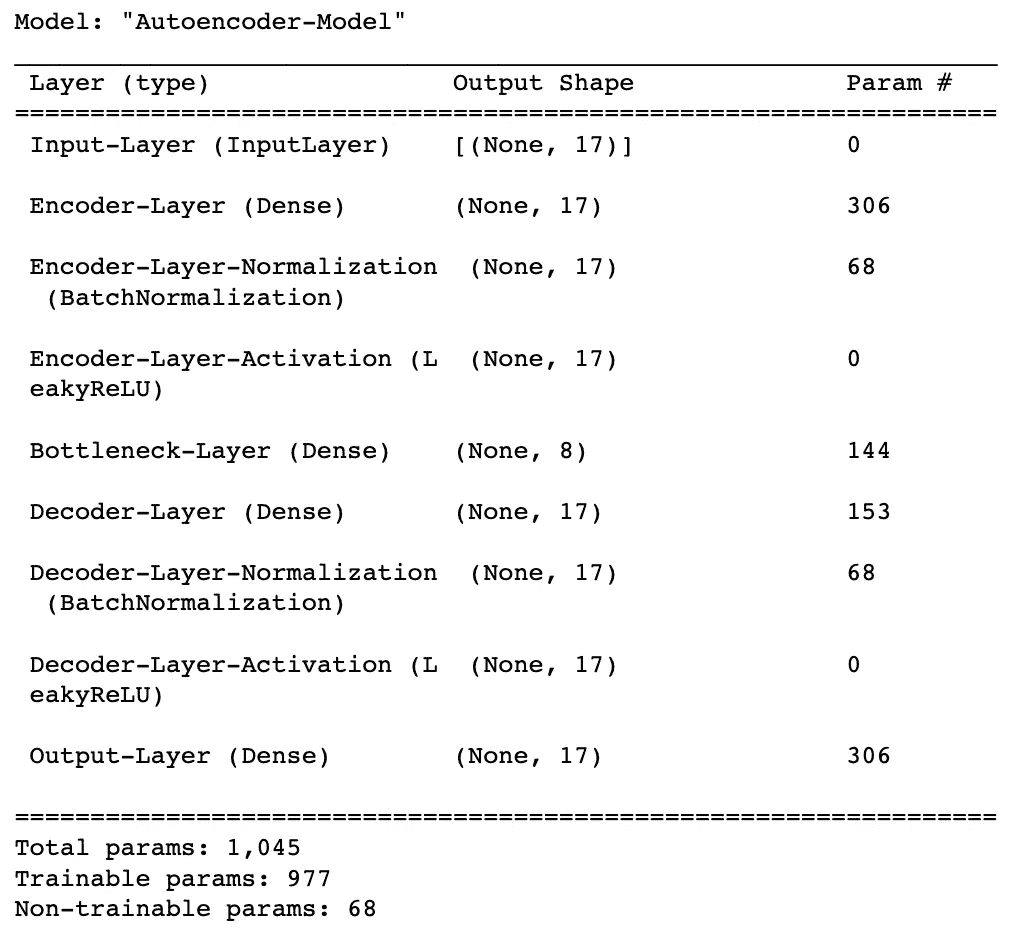 Model: "Autoencoder-Model"
Layer (type) Output Shape Param #
Input-Layer (InputLayer) [(None, 17)] 0
Encoder-Layer (Dense) (None, 17) 306
Encoder-Layer-Normalization (None, 17) 68
(BatchNormalization)
Encoder-Layer-Activation (L (None, 17) 0
eakyReLU)
Bottleneck-Layer (Dense) (None, 8) 144
Decoder-Layer (Dense) (None, 17) 153
Decoder-Layer-Normalization (None, 17) 68
(BatchNormalization)
Decoder-Layer-Activation (L (None, 17) 0
eakyReLU)
Output-Layer (Dense) (None, 17) 306
Total params: 1,045
Trainable params: 977
Non-trainable params: 68